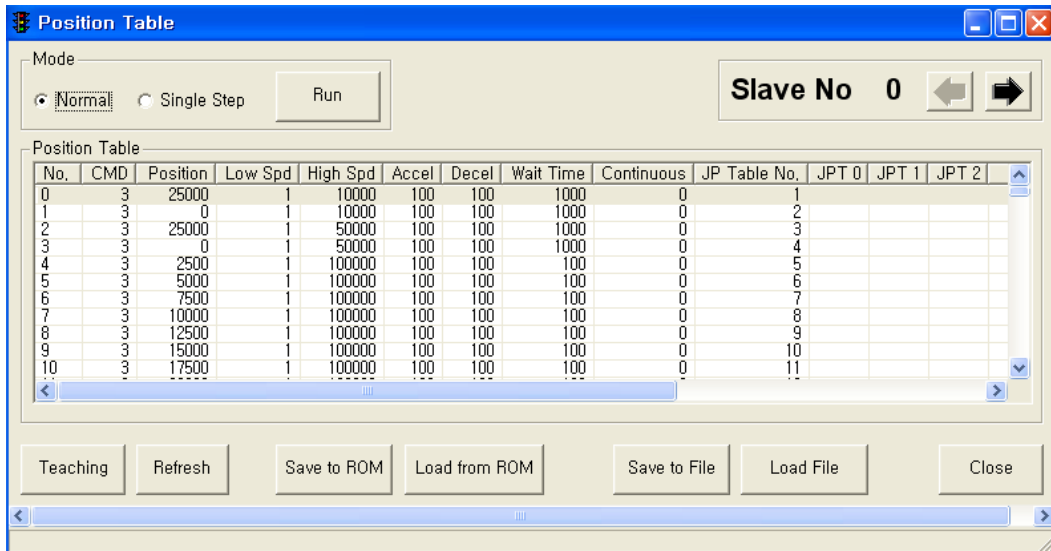 Position Table
Mode
Normal Single Step Run
Slave No 0
Position Table
No. CMD Position Low Spd High Spd Accel Decel Wait Time Continuous JP Table No. JPT 0 JPT 1 JPT 2
0 3 25000 1 10000 100 100 1000 0 1
1 3 0 1 10000 100 100 1000 0 2
2 3 25000 1 50000 100 100 1000 0 3
3 3 0 1 50000 100 100 1000 0 4
4 3 2500 1 100000 100 100 100 0 5
5 3 5000 1 100000 100 100 100 0 6
6 3 7500 1 100000 100 100 100 0 7
7 3 10000 1 100000 100 100 100 0 8
8 3 12500 1 100000 100 100 100 0 9
9 3 15000 1 100000 100 100 100 0 10
10 3 17500 1 100000 100 100 100 0 11
Teaching Refresh Save to ROM Load from ROM Save to File Load File Close